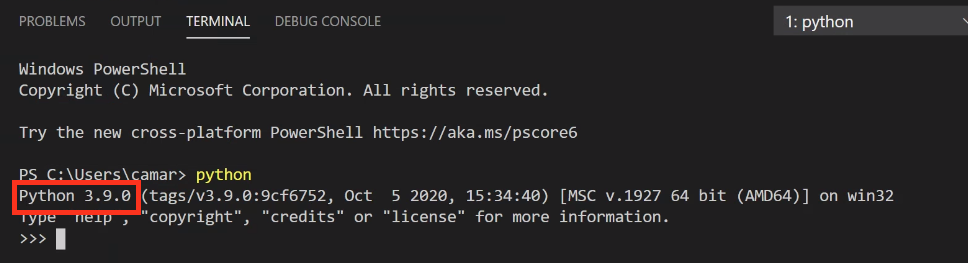 PROBLEMS OUTPUT TERMINAL DEBUG CONSOLE 1: python
Windows PowerShell
Copyright (C) Microsoft Corporation. All rights reserved.
Try the new cross-platform PowerShell https://aka.ms/pscore6
PS C:\Users\camar> python
Python 3.9.0 (tags/v3.9.0:9cf6752, Oct  5 2020, 15:34:40) [MSC v.1927 64 bit (AMD64)] on win32
Type "help", "copyright", "credits" or "license" for more information.
>>>